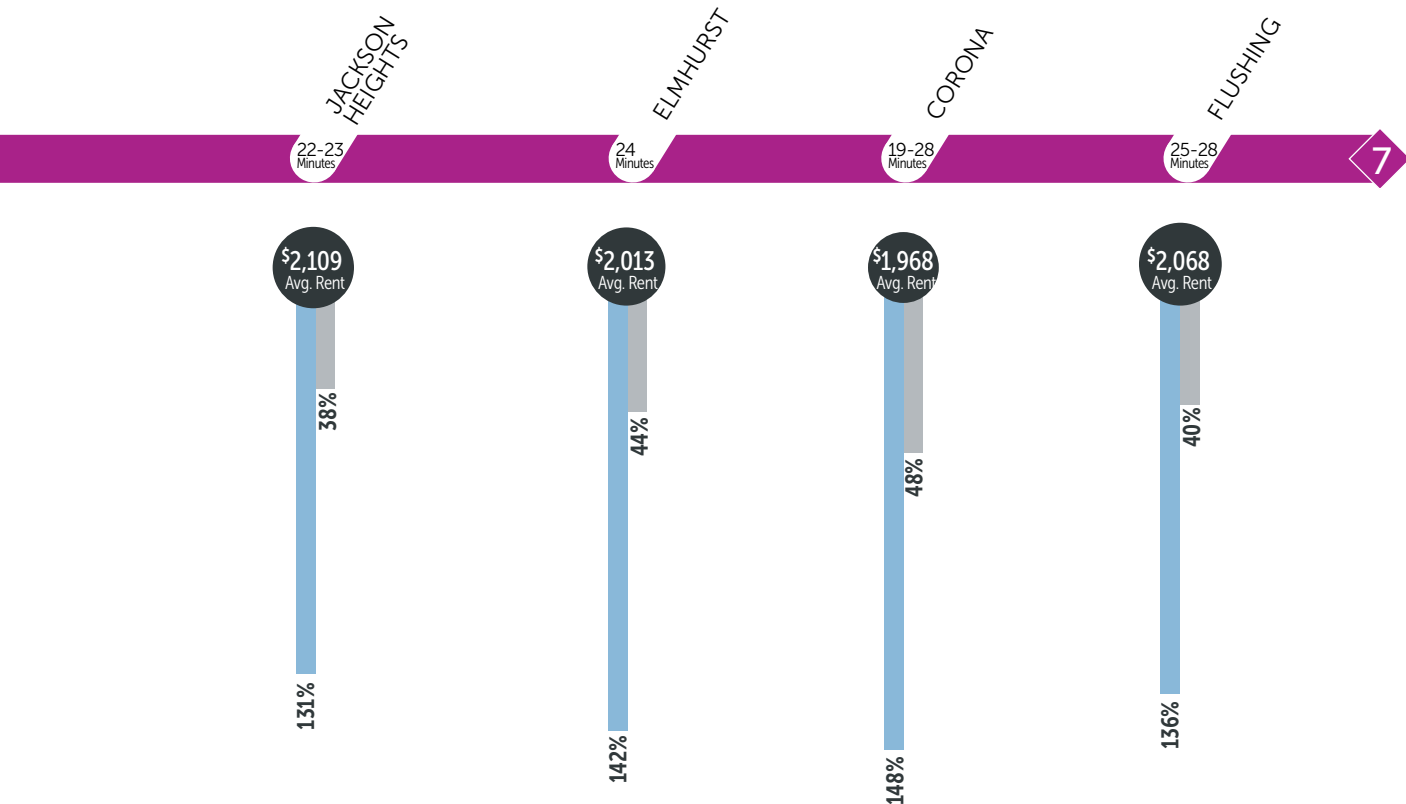 JACKSON
HEIGHTS
ELMHURST
CORONA
FLUSHING
22-23
Minutes
24
Minutes
19-28
Minutes
25-28
Minutes
7
$2,109
Avg. Rent
$2,013
Avg. Rent
$1,968
Avg. Rent
$2,068
Avg. Rent
38%
44%
48%
40%
131%
142%
148%
136%